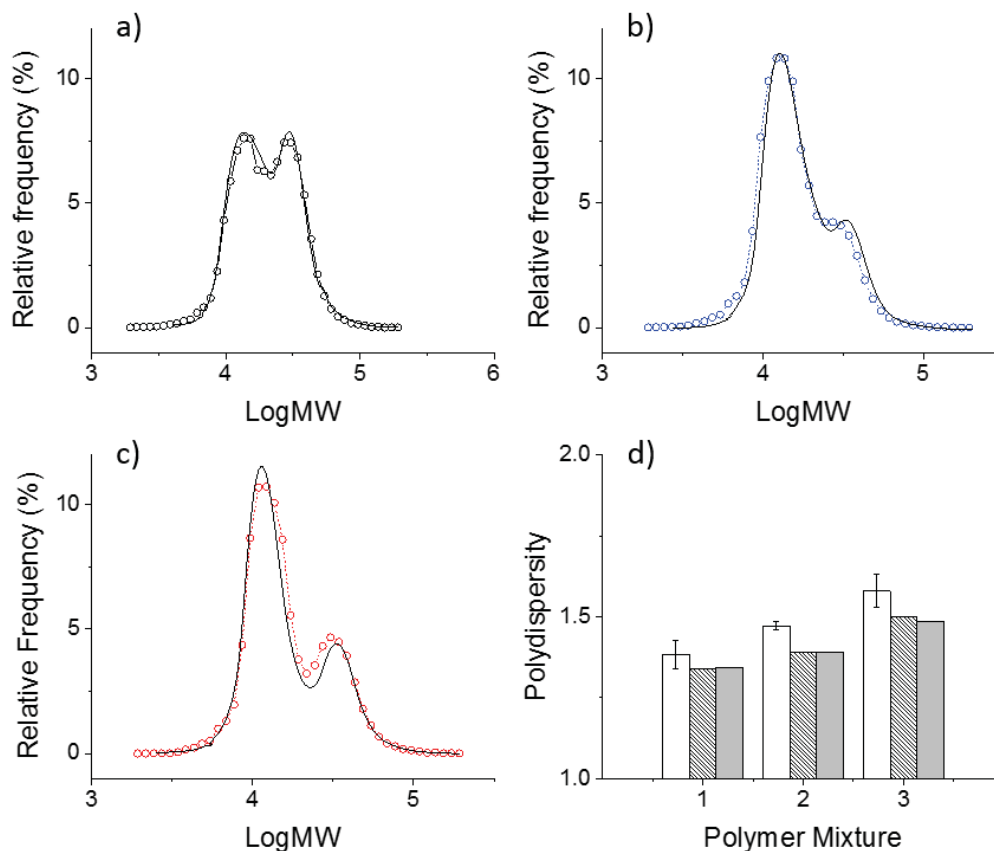 a)
Relative frequency (%)
10
5
0
3
4
5
6
LogMW
b)
Relative frequency (%)
10
5
0
3
4
5
LogMW
c)
Relative Frequency (%)
10
5
0
3
4
5
LogMW
d)
Polydispersity
2.0
1.5
1.0
1
2
3
Polymer Mixture